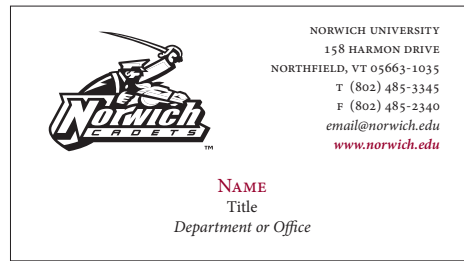 Norwich
CADETS
TM
NORWICH UNIVERSITY
158 HARMON DRIVE
NORTHFIELD, VT 05663-1035
T (802) 485-3345
F (802) 485-2340
email@norwich.edu
www.norwich.edu
NAME
Title
Department or Office